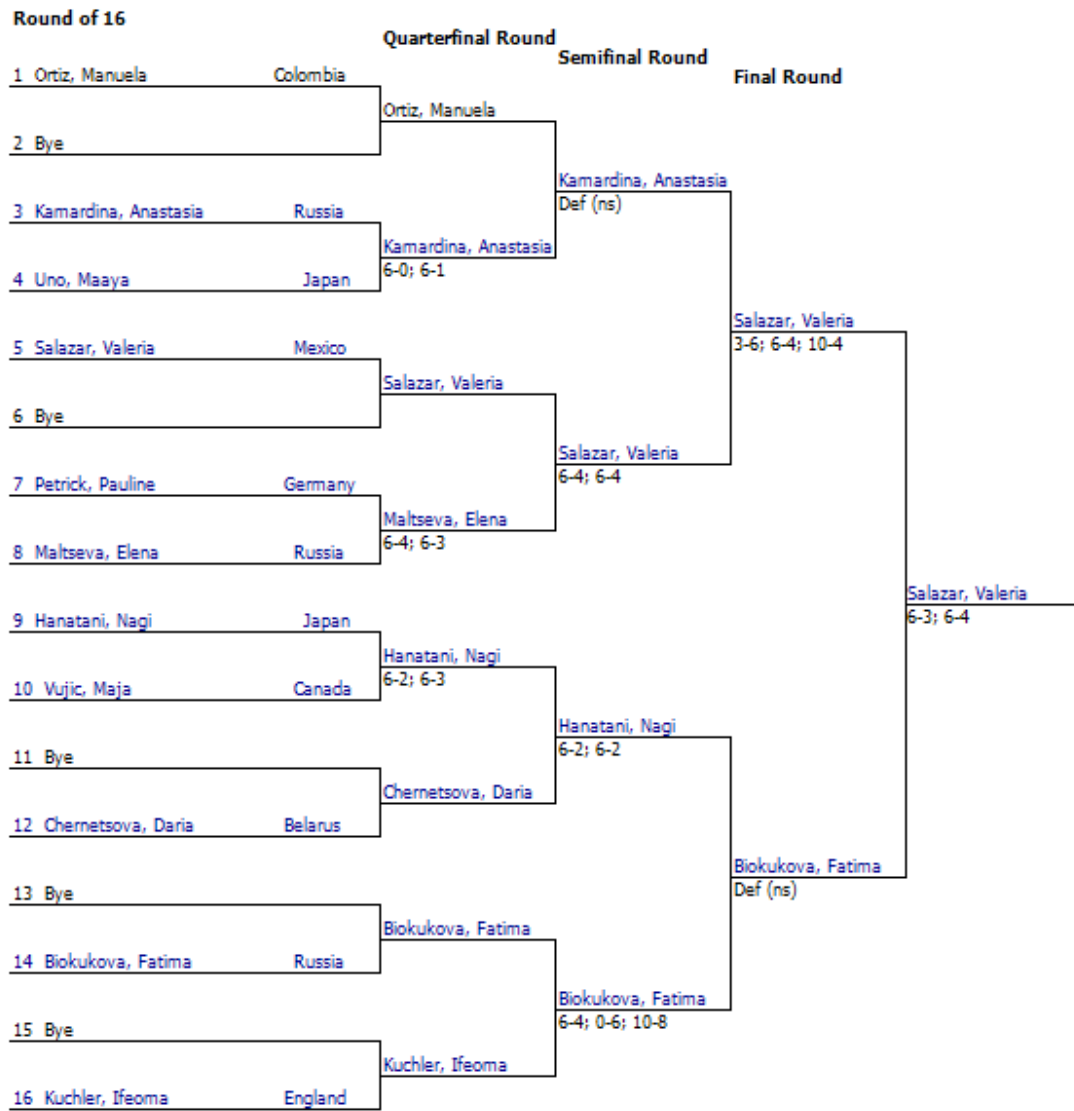 Round of 16
Quarterfinal Round
Semifinal Round
Final Round
1 Ortiz, Manuela Colombia
Ortiz, Manuela
2 Bye
Kamardina, Anastasia
Def (ns)
3 Kamardina, Anastasia Russia
Kamardina, Anastasia
6-0; 6-1
4 Uno, Maaya Japan
Salazar, Valeria
3-6; 6-4; 10-4
5 Salazar, Valeria Mexico
Salazar, Valeria
6 Bye
Salazar, Valeria
6-4; 6-4
7 Petrick, Pauline Germany
Maltseva, Elena
6-4; 6-3
8 Maltseva, Elena Russia
Salazar, Valeria
6-3; 6-4
9 Hanatani, Nagi Japan
Hanatani, Nagi
6-2; 6-3
10 Vujic, Maja Canada
Hanatani, Nagi
6-2; 6-2
11 Bye
Chernetsova, Daria
12 Chernetsova, Daria Belarus
Biokukova, Fatima
Def (ns)
13 Bye
Biokukova, Fatima
14 Biokukova, Fatima Russia
Biokukova, Fatima
6-4; 0-6; 10-8
15 Bye
Kuchler, Ifeoma
16 Kuchler, Ifeoma England